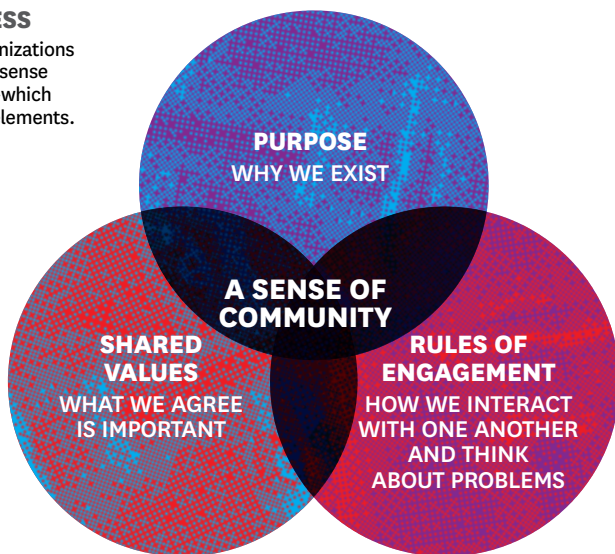 ESS
nizations
sense
which
lements.
PURPOSE
WHY WE EXIST
A SENSE OF
COMMUNITY
SHARED
VALUES
WHAT WE AGREE
IS IMPORTANT
RULES OF
ENGAGEMENT
HOW WE INTERACT
WITH ONE ANOTHER
AND THINK
ABOUT PROBLEMS